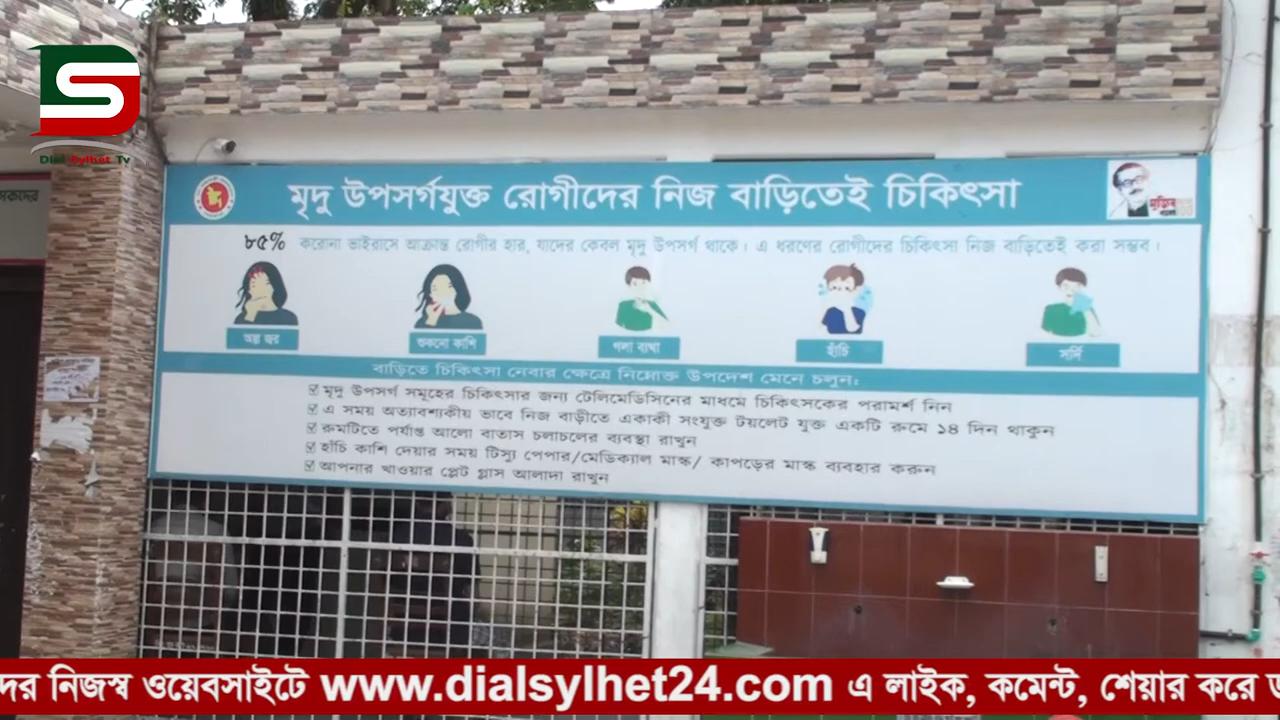 Dial Sylhet Tv
মৃদু উপসর্গযুক্ত রোগীদের নিজ বাড়িতেই চিকিৎসা
৮৫% করোনা ভাইরাসে আক্রান্ত রোগীর হার, যাদের কেবল মৃদু উপসর্গ থাকে। এ ধরণের রোগীদের চিকিৎসা নিজ বাড়িতেই করা সম্ভব।
অল্প জ্বর
শুকনো কাশি
গলা ব্যথা
হাঁচি
সর্দি
বাড়িতে চিকিৎসা নেবার ক্ষেত্রে নিম্নোক্ত উপদেশ মেনে চলুন:
মৃদু উপসর্গ সমূহের চিকিৎসার জন্য টেলিমেডিসিনের মাধমে চিকিৎসকের পরামর্শ নিন
এ সময় অত্যাবশ্যকীয় ভাবে নিজ বাড়ীতে একাকী সংযুক্ত টয়লেট যুক্ত একটি রুমে ১৪ দিন থাকুন
রুমটিতে পর্যাপ্ত আলো বাতাস চলাচলের ব্যবস্থা রাখুন
হাঁচি কাশি দেয়ার সময় টিস্যু পেপার/মেডিক্যাল মাস্ক/ কাপড়ের মাস্ক ব্যবহার করুন
আপনার খাওয়ার প্লেট গ্লাস আলাদা রাখুন
দের নিজস্ব ওয়েবসাইটে www.dialsylhet24.com এ লাইক, কমেন্ট, শেয়ার করে